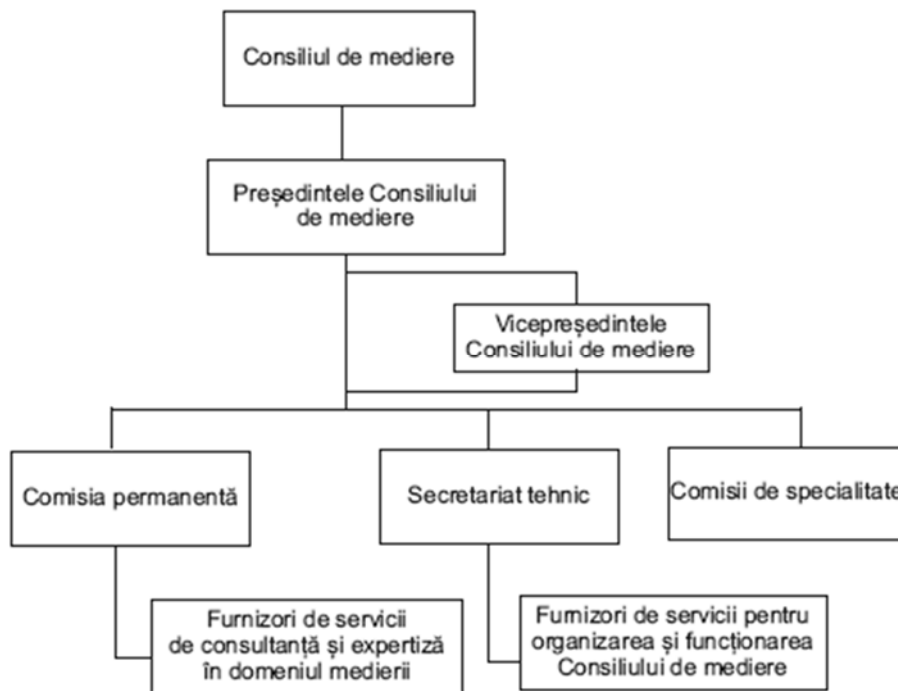 Consiliul de mediere
Președintele Consiliului
de mediere
Vicepreședintele
Consiliului de mediere
Comisia permanentă
Secretariat tehnic
Comisii de specialitate
Furnizori de servicii
de consultanță și expertiză
în domeniul medierii
Furnizori de servicii pentru
organizarea și funcționarea
Consiliului de mediere